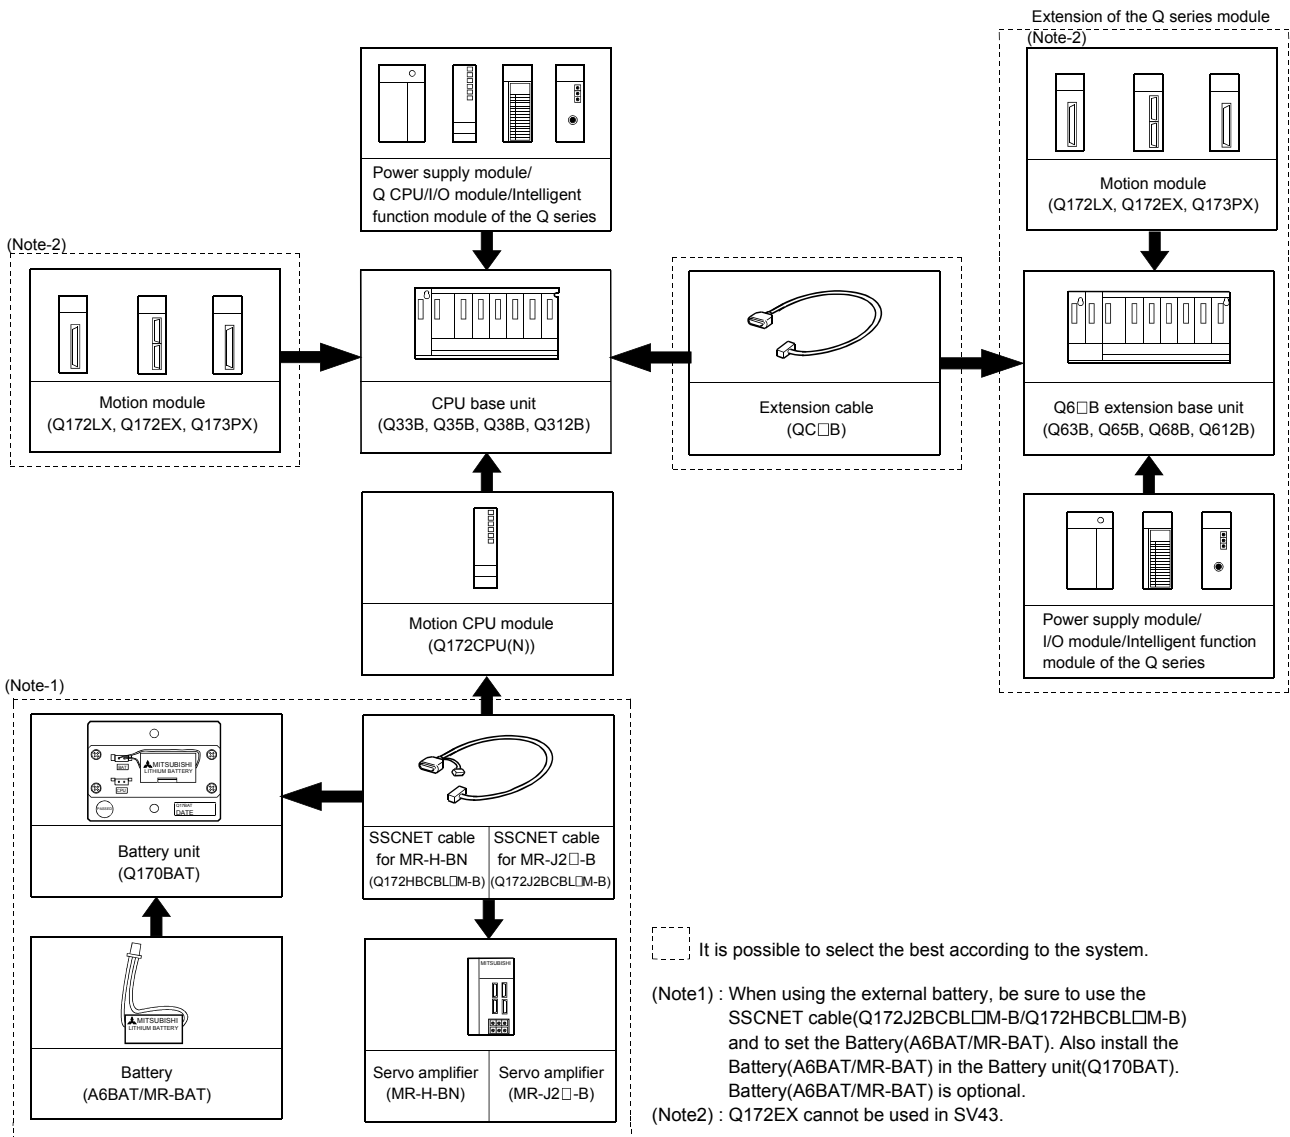 Extension of the Q series module
(Note-2)
Motion module
(Q172LX, Q172EX, Q173PX)
Power supply module/
Q CPU/I/O module/Intelligent
function module of the Q series
(Note-2)
Motion module
(Q172LX, Q172EX, Q173PX)
CPU base unit
(Q33B, Q35B, Q38B, Q312B)
Extension cable
(QC□B)
Q6□B extension base unit
(Q63B, Q65B, Q68B, Q612B)
Motion CPU module
(Q172CPU(N))
Power supply module/
I/O module/Intelligent function
module of the Q series
(Note-1)
MITSUBISHI
LITHIUM BATTERY
BAT
CPU
PASSED
Q170BAT
DATE
Battery unit
(Q170BAT)
SSCNET cable
for MR-H-BN
(Q172HBCBL□M-B)
SSCNET cable
for MR-J2□-B
(Q172J2BCBL□M-B)
MITSUBISHI
LITHIUM BATTERY
Battery
(A6BAT/MR-BAT)
MITSUBISHI
Servo amplifier
(MR-H-BN)
Servo amplifier
(MR-J2□-B)
It is possible to select the best according to the system.
(Note1) : When using the external battery, be sure to use the
SSCNET cable(Q172J2BCBL□M-B/Q172HBCBL□M-B)
and to set the Battery(A6BAT/MR-BAT). Also install the
Battery(A6BAT/MR-BAT) in the Battery unit(Q170BAT).
Battery(A6BAT/MR-BAT) is optional.
(Note2) : Q172EX cannot be used in SV43.